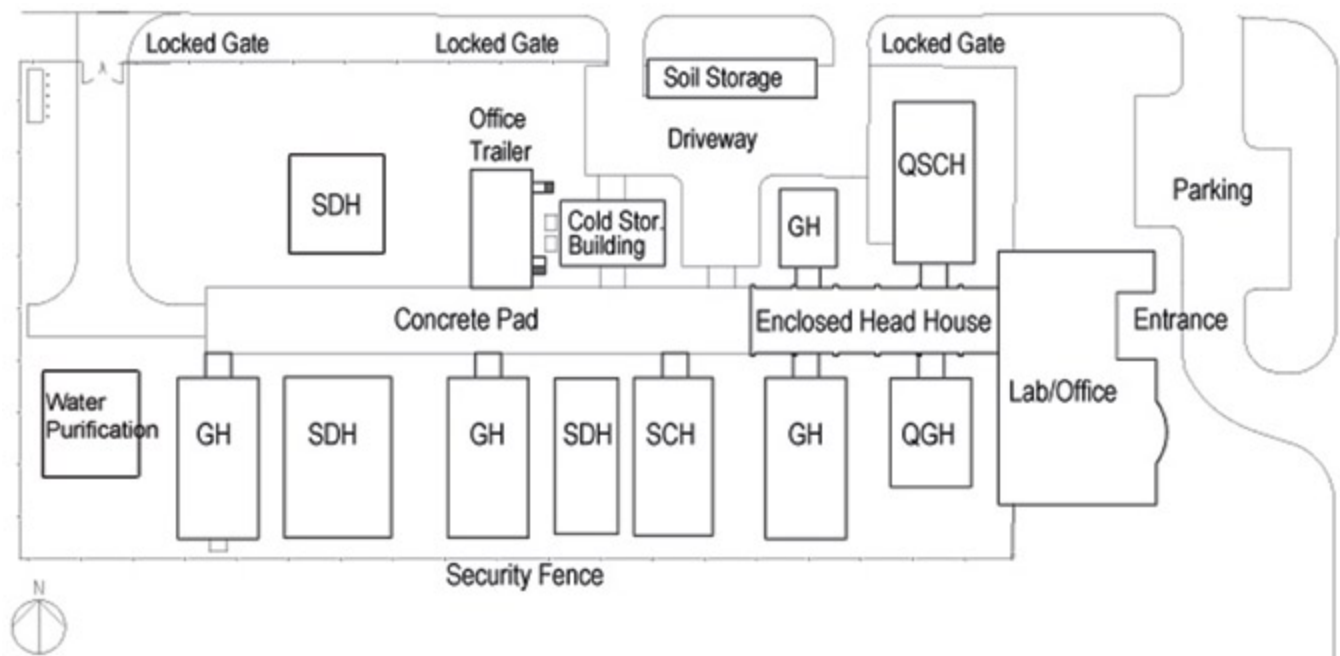 Locked Gate
Locked Gate
Locked Gate
Soil Storage
Office
Trailer
Driveway
QSCH
Parking
SDH
Cold Stor.
Building
GH
Concrete Pad
Enclosed Head House
Entrance
Water
Purification
GH
SDH
GH
SDH
SCH
GH
QGH
Lab/Office
Security Fence
N